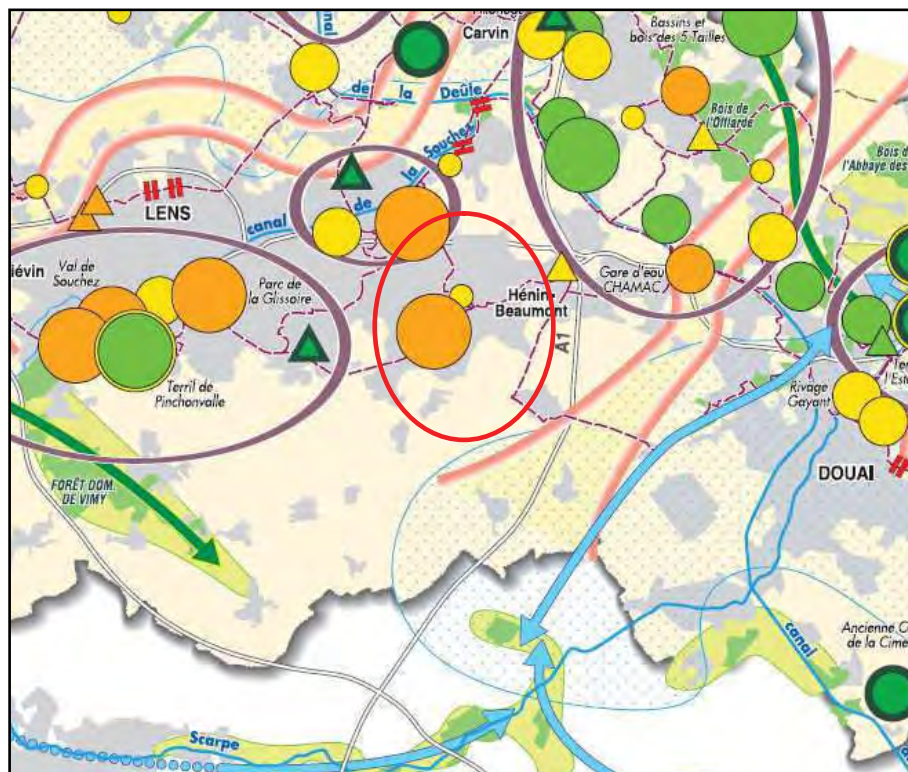 Carvin
canal
de la Deûle
Bassins et
bois des 5 Tailles
Bois de
l'Offlarde
Bois de
l'Abbaye des
LENS
canal de la Souchez
Val de
Souchez
Parc de
la Glissoire
Hénin-
Beaumont
A1
Gare d'eau
CHAMAC
Terril de
Pinchonvalle
Rivage
Gayant
DOUAI
FORÊT DOM.
DE VIMY
canal
Scarpe
Ancienne C
de la Cime